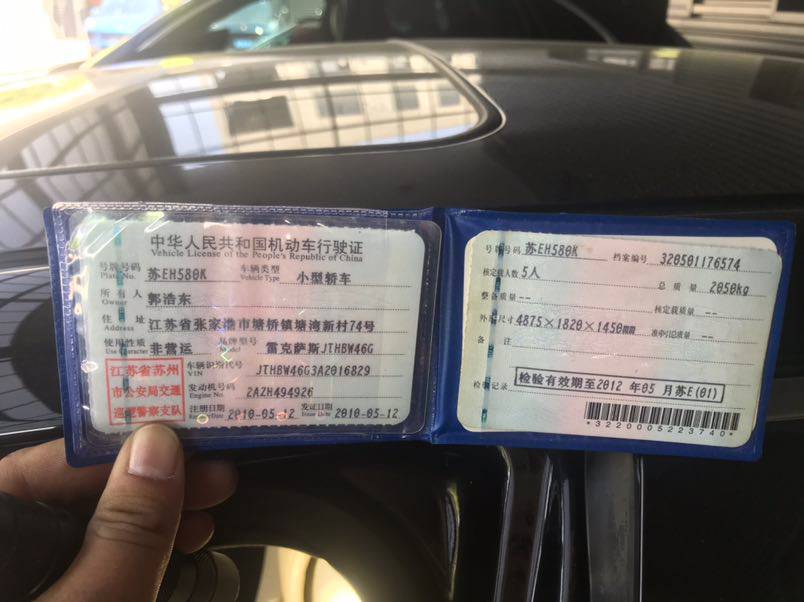 中华人民共和国机动车行驶证
Vehicle License of the People's Republic of China
号牌号码 苏EH580K 车辆类型 小型轿车
Plate No. Vehicle Type
所有人 郭浩东
Owner
住址 江苏省张家港市塘桥镇塘湾新村74号
Address
使用性质 非营运 品牌型号 雷克萨斯JTHBW46G
Use Character Model
江苏省苏州
市公安局交通
巡逻警察支队
车辆识别代号 JTHBW46G3A2016829
VIN
发动机号码 2AZH494926
Engine No.
注册日期 2010-05-12 发证日期 2010-05-12
Register Date Issue Date
号牌号码 苏EH580K 档案编号 320501176574
核定载人数 5人 总质量 2050kg
整备质量 -- 核定载质量 --
外廓尺寸 4875×1820×1450mm 准牵引总质量 --
备注
检验记录 检验有效期至2012 年05 月苏E(01)
*3220005223740*